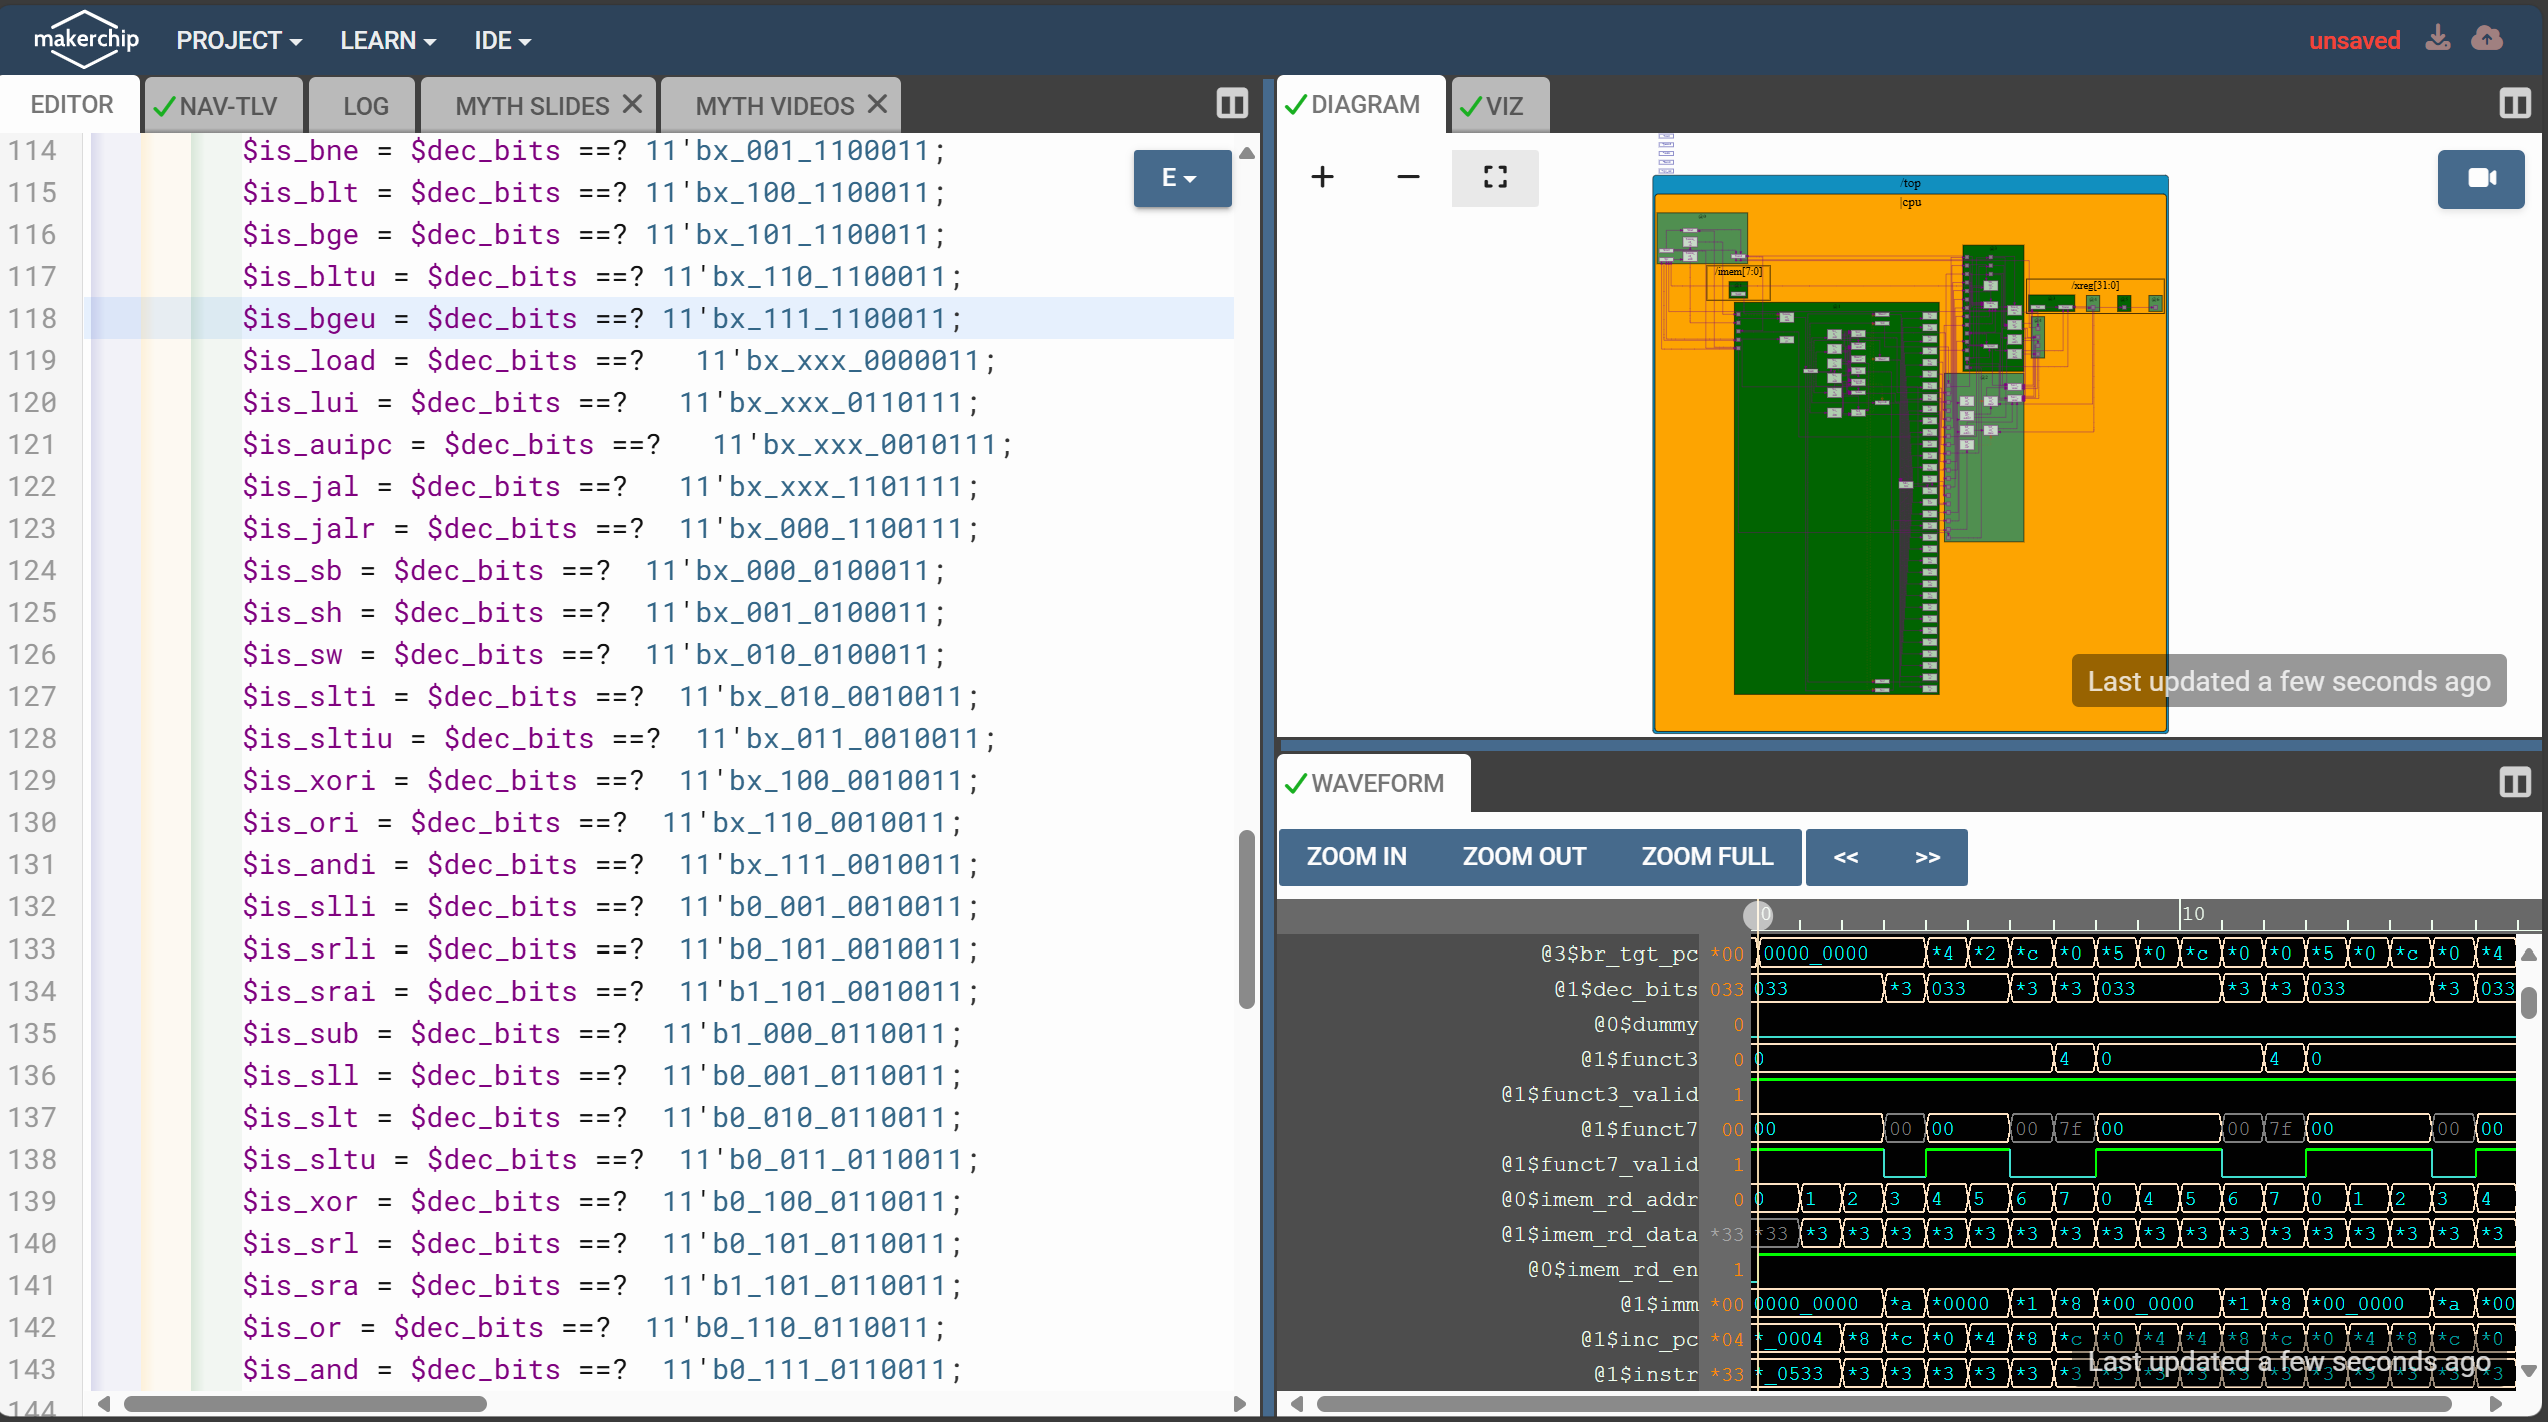 makerchip PROJECT LEARN IDE unsaved
EDITOR NAV-TLV LOG MYTH SLIDES MYTH VIDEOS
114 $is_bne = $dec_bits ==? 11'bx_001_1100011;
115 $is_blt = $dec_bits ==? 11'bx_100_1100011;
116 $is_bge = $dec_bits ==? 11'bx_101_1100011;
117 $is_bltu = $dec_bits ==? 11'bx_110_1100011;
118 $is_bgeu = $dec_bits ==? 11'bx_111_1100011;
119 $is_load = $dec_bits ==? 11'bx_xxx_0000011;
120 $is_lui = $dec_bits ==? 11'bx_xxx_0110111;
121 $is_auipc = $dec_bits ==? 11'bx_xxx_0010111;
122 $is_jal = $dec_bits ==? 11'bx_xxx_1101111;
123 $is_jalr = $dec_bits ==? 11'bx_000_1100111;
124 $is_sb = $dec_bits ==? 11'bx_000_0100011;
125 $is_sh = $dec_bits ==? 11'bx_001_0100011;
126 $is_sw = $dec_bits ==? 11'bx_010_0100011;
127 $is_slti = $dec_bits ==? 11'bx_010_0010011;
128 $is_sltiu = $dec_bits ==? 11'bx_011_0010011;
129 $is_xori = $dec_bits ==? 11'bx_100_0010011;
130 $is_ori = $dec_bits ==? 11'bx_110_0010011;
131 $is_andi = $dec_bits ==? 11'bx_111_0010011;
132 $is_slli = $dec_bits ==? 11'b0_001_0010011;
133 $is_srli = $dec_bits ==? 11'b0_101_0010011;
134 $is_srai = $dec_bits ==? 11'b1_101_0010011;
135 $is_sub = $dec_bits ==? 11'b1_000_0110011;
136 $is_sll = $dec_bits ==? 11'b0_001_0110011;
137 $is_slt = $dec_bits ==? 11'b0_010_0110011;
138 $is_sltu = $dec_bits ==? 11'b0_011_0110011;
139 $is_xor = $dec_bits ==? 11'b0_100_0110011;
140 $is_srl = $dec_bits ==? 11'b0_101_0110011;
141 $is_sra = $dec_bits ==? 11'b1_101_0110011;
142 $is_or = $dec_bits ==? 11'b0_110_0110011;
143 $is_and = $dec_bits ==? 11'b0_111_0110011;
144
E
DIAGRAM VIZ
/top
|cpu
/imem[7:0]
/xreg[31:0]
Last updated a few seconds ago
WAVEFORM
ZOOM IN ZOOM OUT ZOOM FULL << >>
0 10
@3$br_tgt_pc *00 0000_0000 *4 *2 *c *0 *5 *0 *c *0 *0 *5 *0 *c *0 *4
@1$dec_bits 033 033 *3 033 *3 *3 033 *3 *3 033 *3 033
@0$dummy 0
@1$funct3 0 0 4 0 4 0
@1$funct3_valid 1
@1$funct7 00 00 00 00 00 7f 00 00 7f 00 00 00
@1$funct7_valid 1
@0$imem_rd_addr 0 0 1 2 3 4 5 6 7 0 4 5 6 7 0 1 2 3 4
@1$imem_rd_data *33 *33 *3 *3 *3 *3 *3 *3 *3 *3 *3 *3 *3 *3 *3 *3 *3 *3 *3
@0$imem_rd_en 1
@1$imm *00 0000_0000 *a *0000 *1 *8 *00_0000 *1 *8 *00_0000 *a *00
@1$inc_pc *04 *_0004 *8 *c *0 *4 *8 *c *0 *4 *4 *8 *c *0 *4 *8 *c *0
@1$instr *33 *_0533 *3 *3 *3 *3 *3 *3
Last updated a few seconds ago